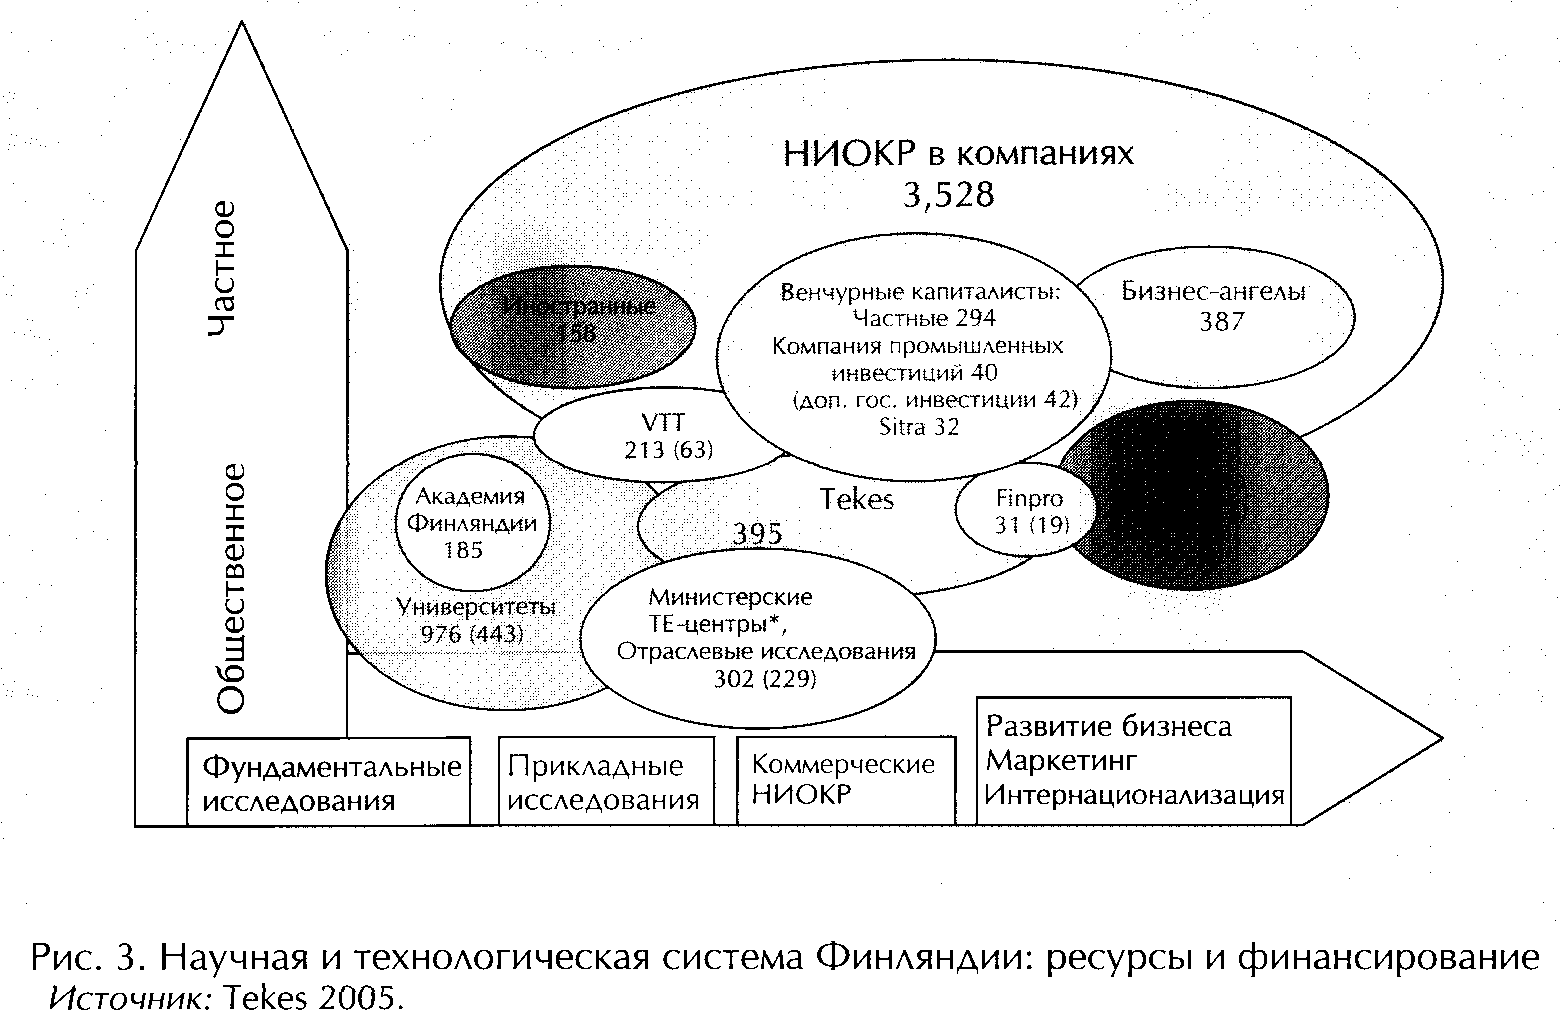 НИОКР в компаниях
3,528
Иностранные
158
Венчурные капиталисты:
Частные 294
Компания промышленных
инвестиций 40
(доп. гос. инвестиции 42)
Sitra 32
Бизнес-ангелы
387
VTT
213 (63)
Академия
Финляндии
185
Университеты
976 (443)
Tekes
395
Finpro
31 (19)
Министерские
ТЕ-центры*,
Отраслевые исследования
302 (229)
Частное
Общественное
Фундаментальные
исследования
Прикладные
исследования
Коммерческие
НИОКР
Развитие бизнеса
Маркетинг
Интернационализация
Рис. 3. Научная и технологическая система Финляндии: ресурсы и финансирование
Источник: Tekes 2005.